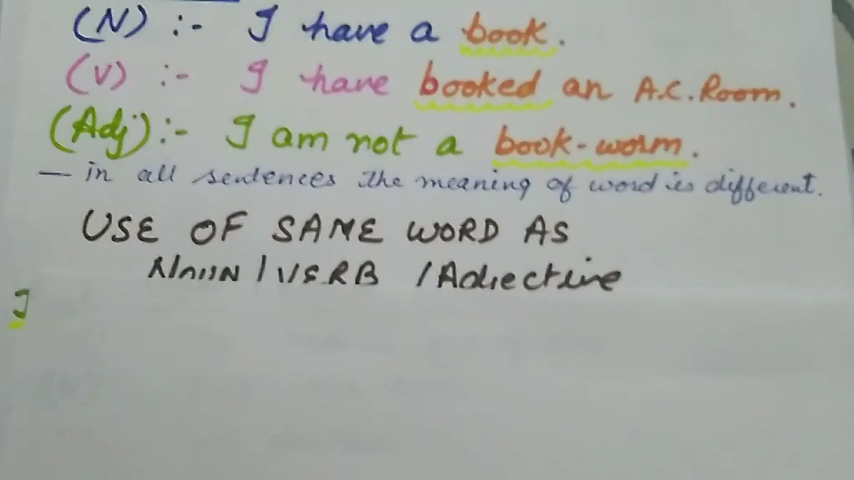 (N) :- I have a book.
(V) :- I have booked an A.C. Room.
(Adj) :- I am not a book-worm.
— in all sentences the meaning of word is different.
USE OF SAME WORD AS
NOUN / VERB / Adjective
I